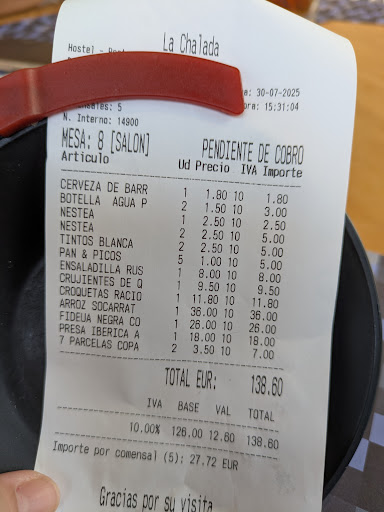 La Chalada
Hostel -
30-07-2025
5 15:31:04
N. Interno: 14900
MESA: 8 [SALON] PENDIENTE DE COBRO
Articulo Ud Precio IVA Importe
CERVEZA DE BARR 1 1.80 10 1.80
BOTELLA AGUA P 2 1.50 10 3.00
NESTEA 1 2.50 10 2.50
NESTEA 2 2.50 10 5.00
TINTOS BLANCA 2 2.50 10 5.00
PAN & PICOS 5 1.00 10 5.00
ENSALADILLA RUS 1 8.00 10 8.00
CRUJIENTES DE Q 1 9.50 10 9.50
CROQUETAS RACIO 1 11.80 10 11.80
ARROZ SOCARRAT 1 36.00 10 36.00
FIDEUA NEGRA CO 1 26.00 10 26.00
PRESA IBERICA A 1 18.00 10 18.00
7 PARCELAS COPA 2 3.50 10 7.00
TOTAL EUR: 138.60
IVA BASE VAL TOTAL
10.00% 126.00 12.60 138.60
Importe por comensal (5): 27.72 EUR
Gracias por su visita